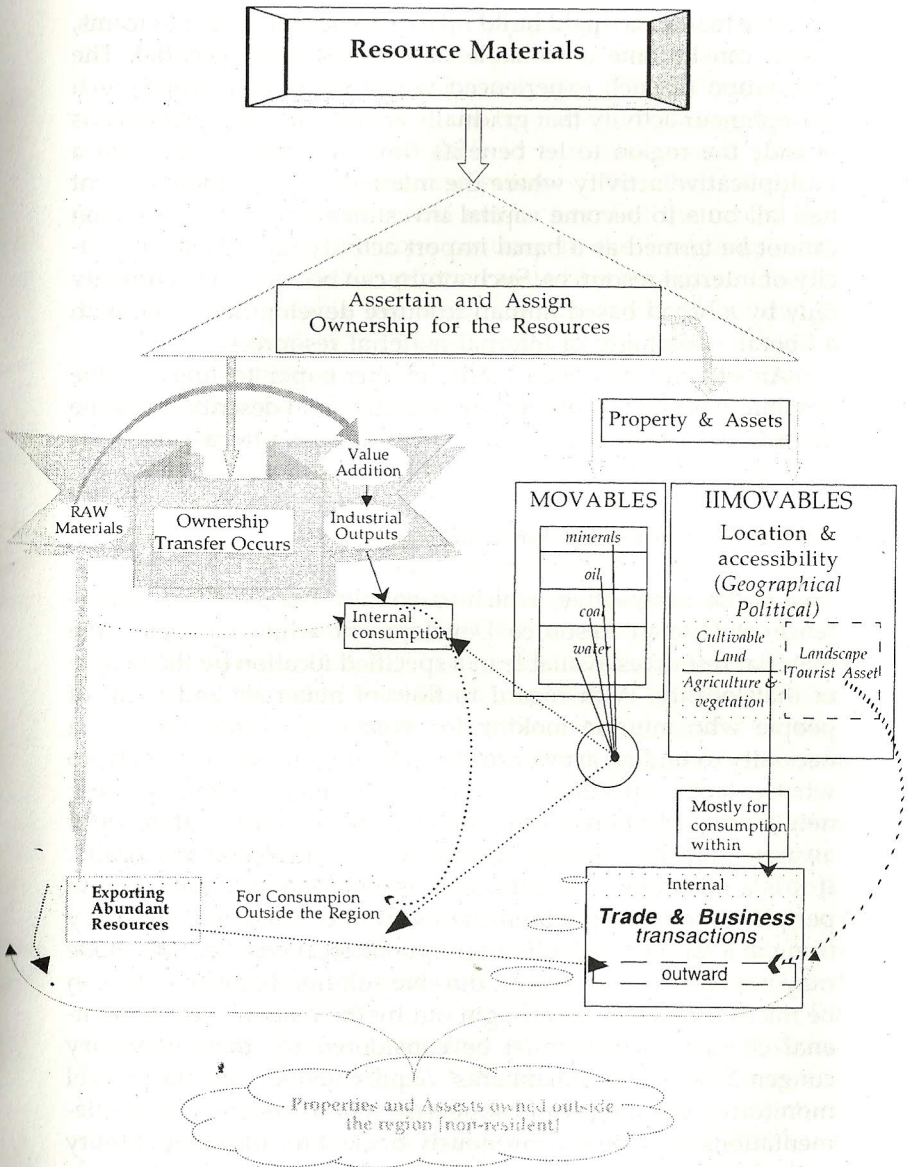 Resource Materials
Assertain and Assign
Ownership for the Resources
Property & Assets
Value
Addition
RAW
Materials
Ownership
Transfer Occurs
Industrial
Outputs
Internal
consumption
MOVABLES
minerals
oil
coal
water
IIMOVABLES
Location &
accessibility
(Geographical
Political)
Cultivable
Land
Agriculture &
vegetation
Landscape
Tourist Asset
Mostly for
consumption
within
Exporting
Abundant
Resources
For Consumpion
Outside the Region
Internal
Trade & Business
transactions
outward
Properties and Assests owned outside
the region [non-resident]